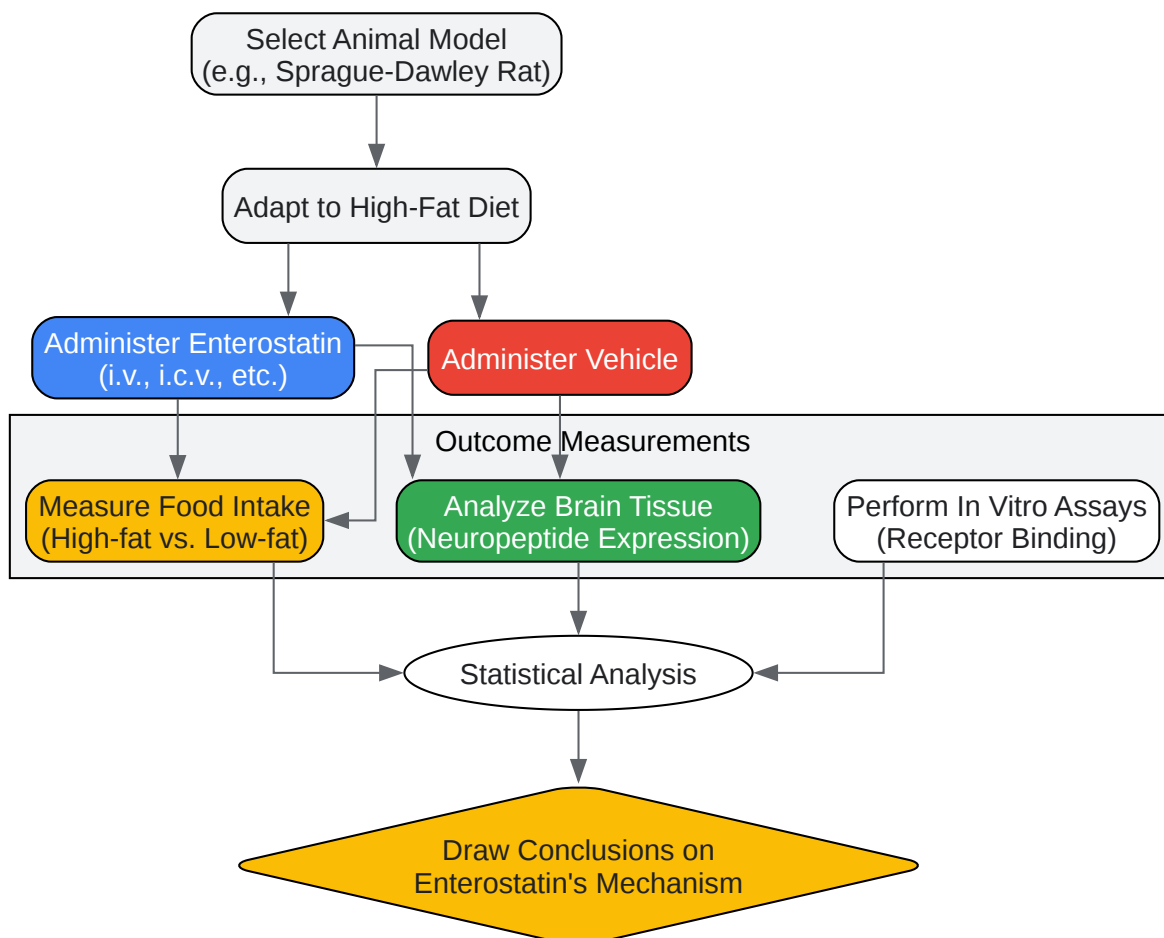 Select Animal Model
(e.g., Sprague-Dawley Rat)
Adapt to High-Fat Diet
Administer Enterostatin
(i.v., i.c.v., etc.)
Administer Vehicle
Outcome Measurements
Measure Food Intake
(High-fat vs. Low-fat)
Analyze Brain Tissue
(Neuropeptide Expression)
Perform In Vitro Assays
(Receptor Binding)
Statistical Analysis
Draw Conclusions on
Enterostatin's Mechanism